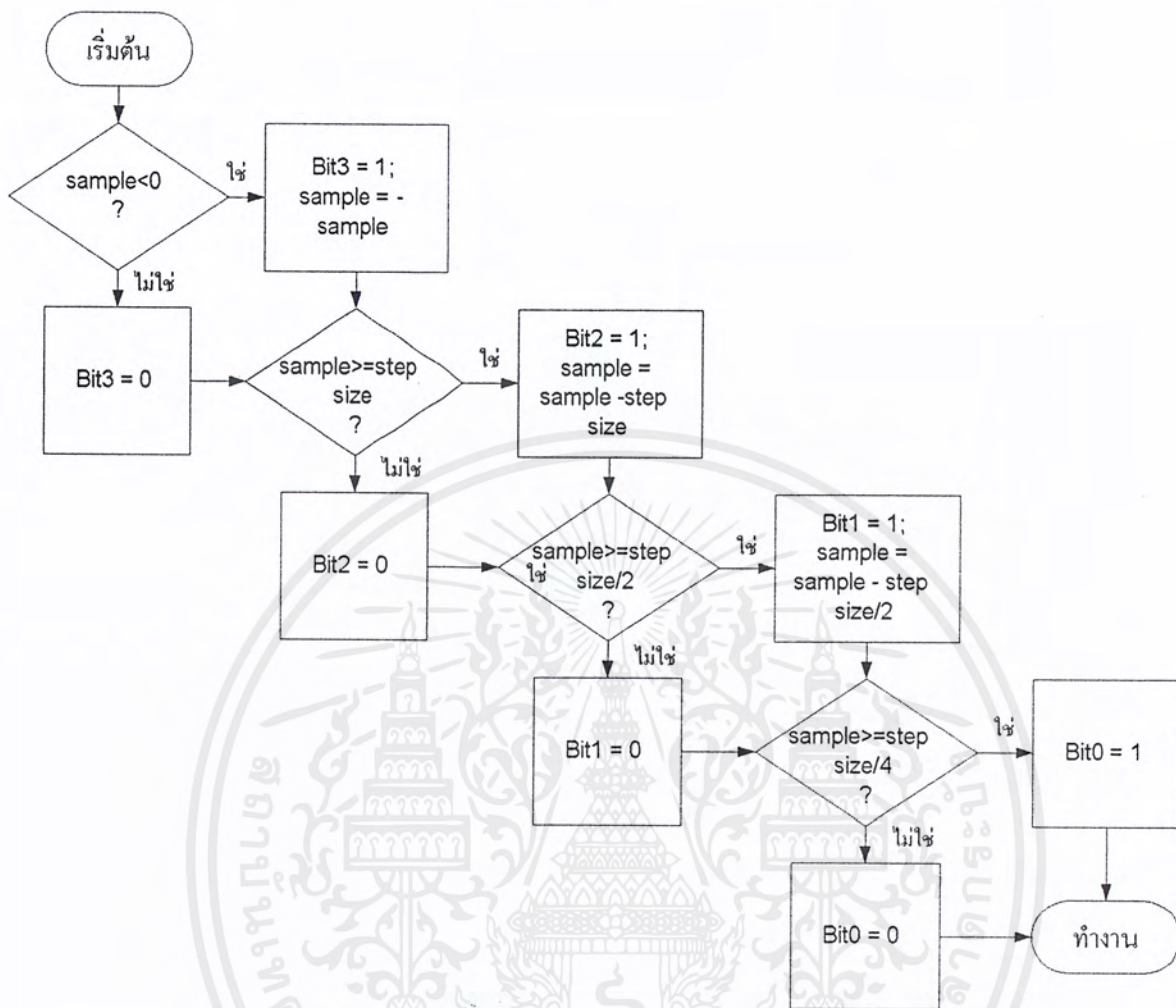 เริ่มต้น
sample<0
?
ใช่
Bit3 = 1;
sample = -
sample
ไม่ใช่
Bit3 = 0
sample>=step
size
?
ใช่
Bit2 = 1;
sample =
sample -step
size
ไม่ใช่
Bit2 = 0
sample>=step
ใช่
size/2
?
ใช่
Bit1 = 1;
sample =
sample - step
size/2
ไม่ใช่
Bit1 = 0
sample>=step
size/4
?
ใช่
Bit0 = 1
ไม่ใช่
Bit0 = 0
ทำงาน